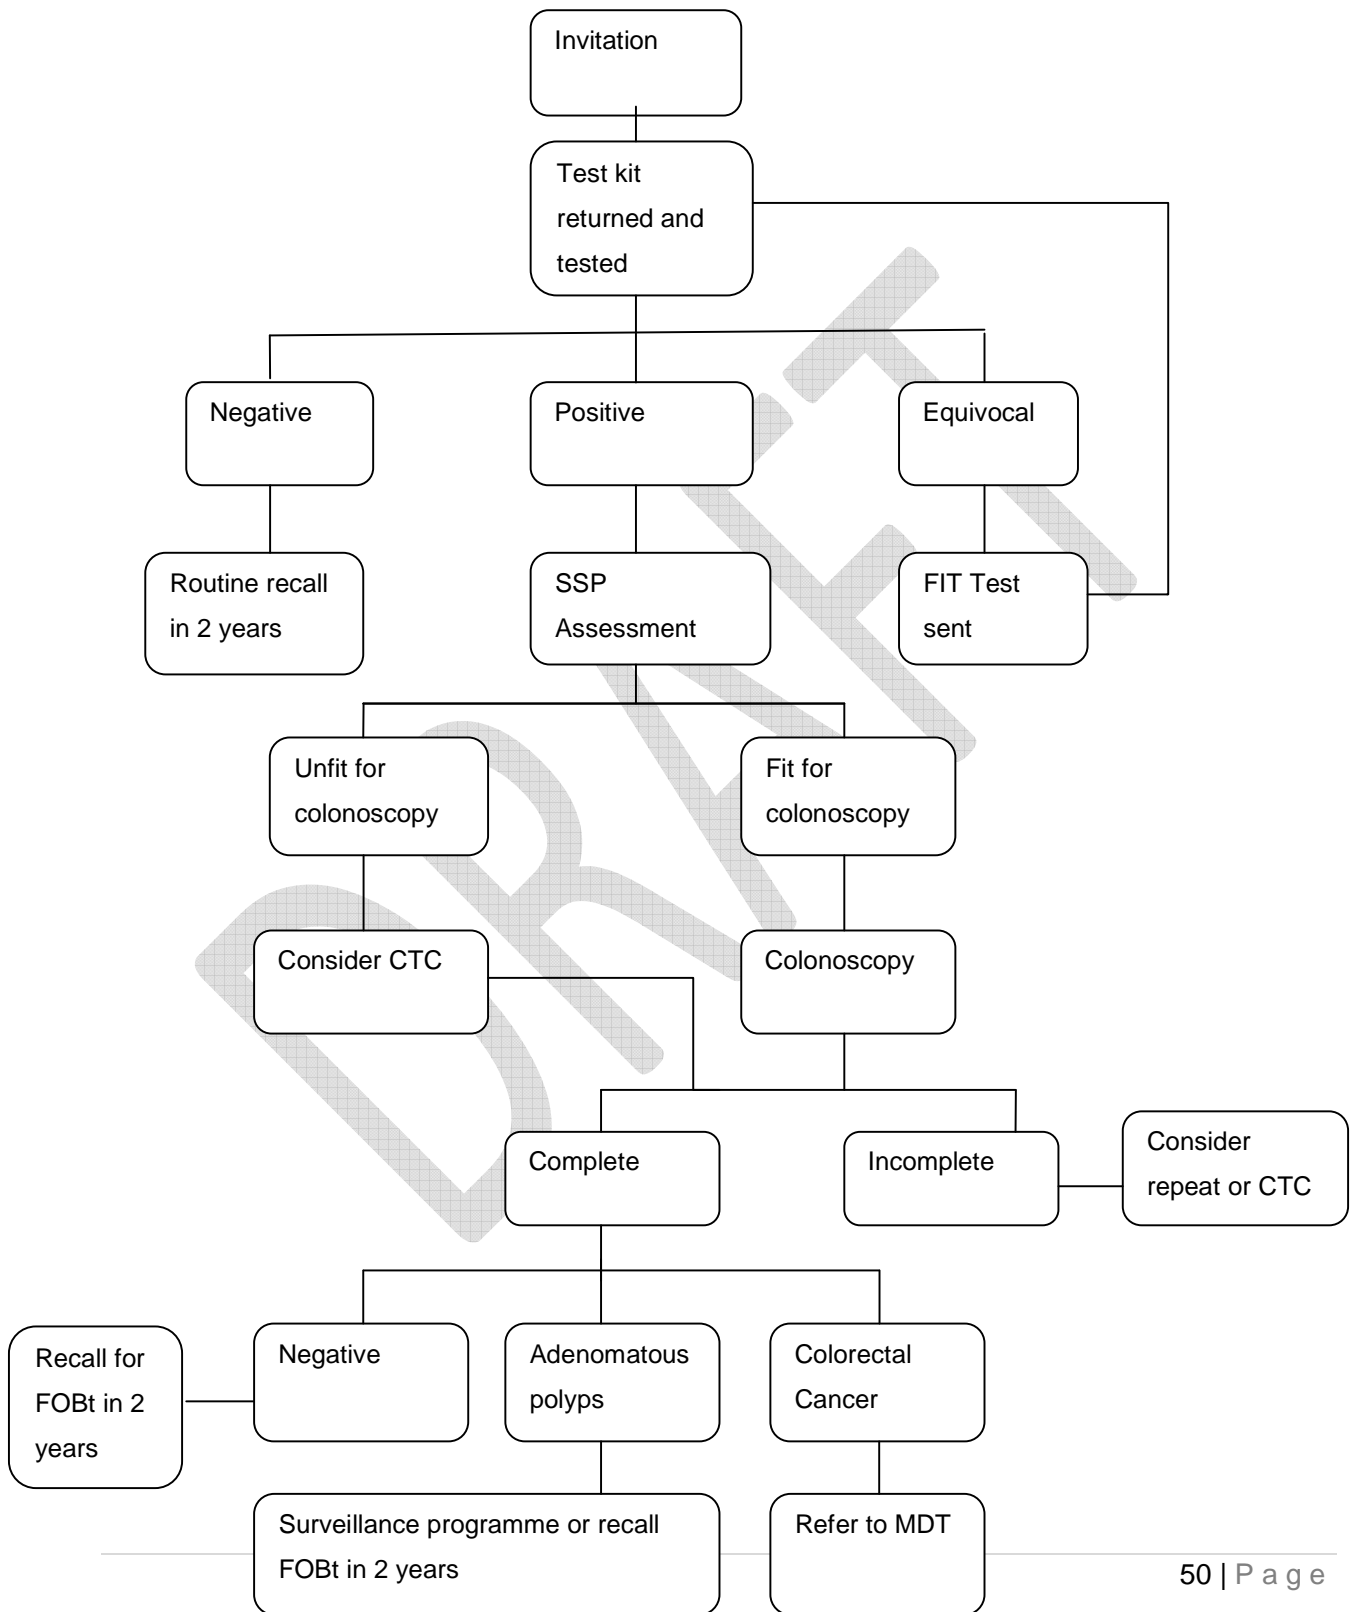 Invitation
Test kit
returned and
tested
Negative
Positive
Equivocal
Routine recall
in 2 years
SSP
Assessment
FIT Test
sent
Unfit for
colonoscopy
Fit for
colonoscopy
Consider CTC
Colonoscopy
Complete
Incomplete
Consider
repeat or CTC
Recall for
FOBt in 2
years
Negative
Adenomatous
polyps
Colorectal
Cancer
Surveillance programme or recall
FOBt in 2 years
Refer to MDT
50 | Page
DRAFT